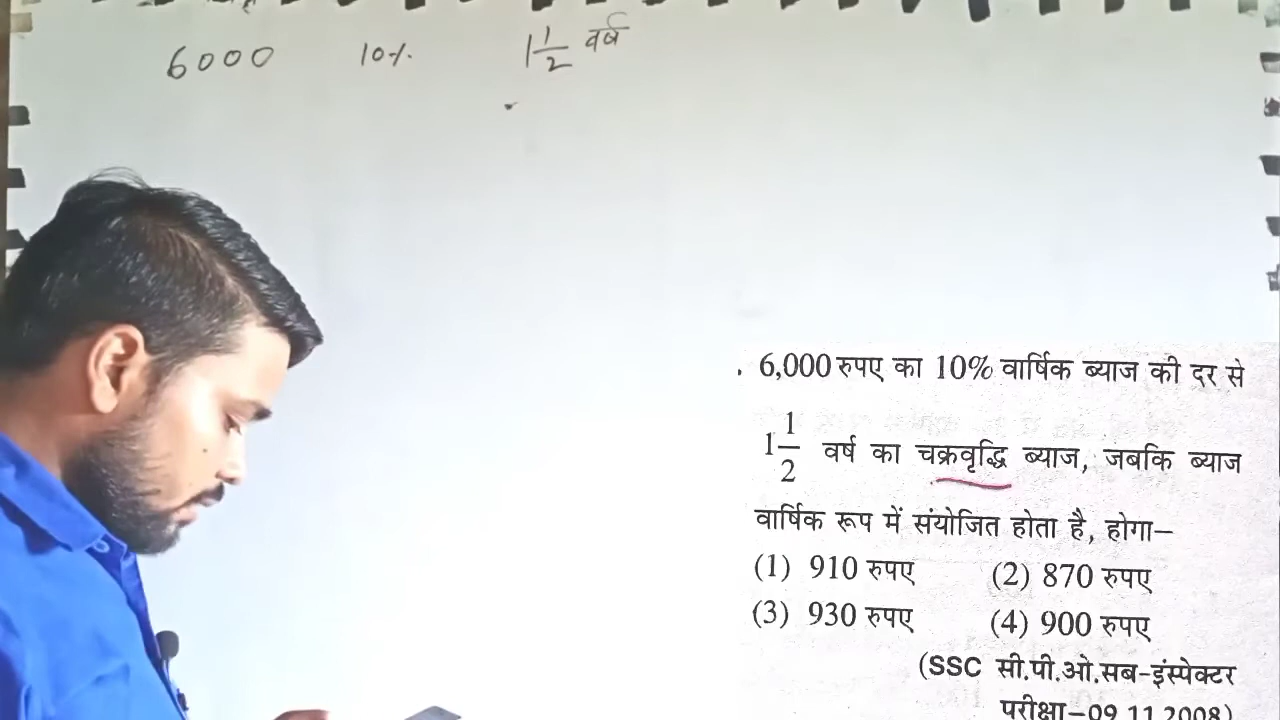 6000 10% 1 1/2 वर्ष
. 6,000 रुपए का 10% वार्षिक ब्याज की दर से
1 1/2 वर्ष का चक्रवृद्धि ब्याज, जबकि ब्याज
वार्षिक रूप में संयोजित होता है, होगा–
(1) 910 रुपए (2) 870 रुपए
(3) 930 रुपए (4) 900 रुपए
(SSC सी.पी.ओ.सब-इंस्पेक्टर
परीक्षा–09.11.2008)